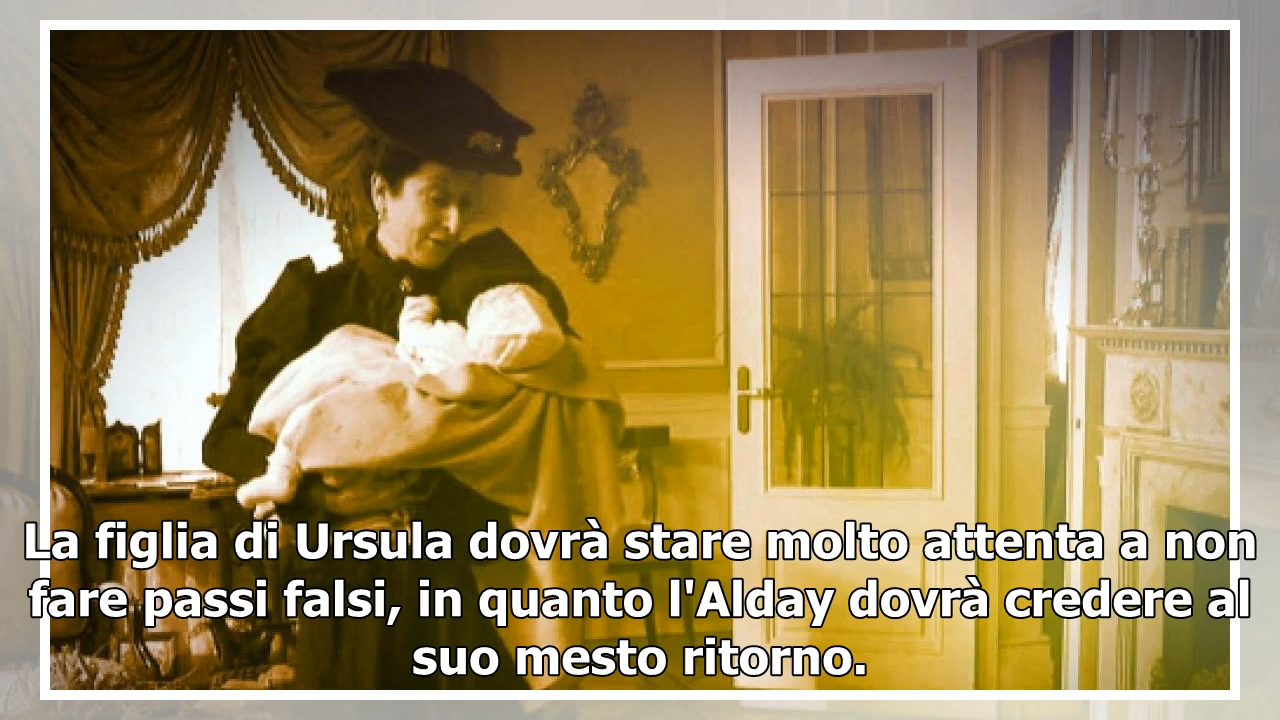 La figlia di Ursula dovrà stare molto attenta a non
fare passi falsi, in quanto l'Alday dovrà credere al
suo mesto ritorno.